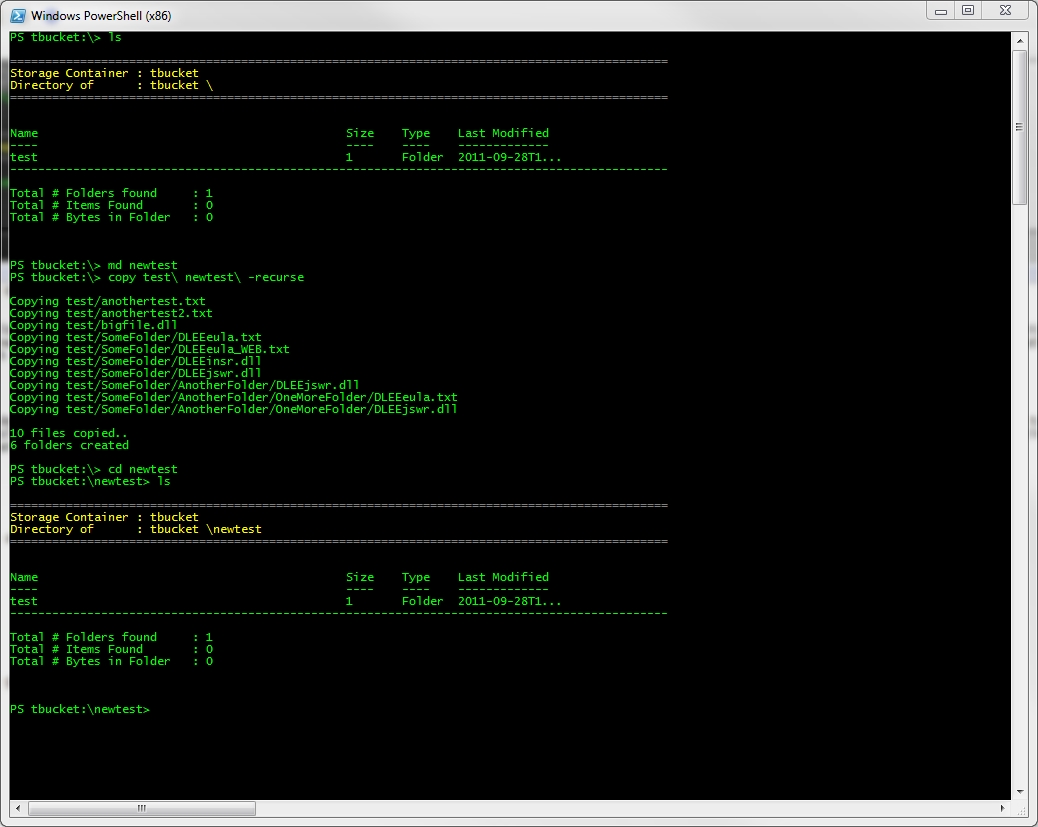 Windows PowerShell (x86)
PS tbucket:\> ls
===============================================================================================
Storage Container : tbucket
Directory of      : tbucket \
===============================================================================================
Name                                            Size    Type    Last Modified
----                                            ----    ----    -------------
test                                            1       Folder  2011-09-28T1...
-----------------------------------------------------------------------------------------------
Total # Folders found     : 1
Total # Items Found       : 0
Total # Bytes in Folder   : 0
PS tbucket:\> md newtest
PS tbucket:\> copy test\ newtest\ -recurse
Copying test/anothertest.txt
Copying test/anothertest2.txt
Copying test/bigfile.dll
Copying test/SomeFolder/DLEEeula.txt
Copying test/SomeFolder/DLEEeula_WEB.txt
Copying test/SomeFolder/DLEEinsr.dll
Copying test/SomeFolder/DLEEjswr.dll
Copying test/SomeFolder/AnotherFolder/DLEEjswr.dll
Copying test/SomeFolder/AnotherFolder/OneMoreFolder/DLEEeula.txt
Copying test/SomeFolder/AnotherFolder/OneMoreFolder/DLEEjswr.dll
10 files copied..
6 folders created
PS tbucket:\> cd newtest
PS tbucket:\newtest> ls
===============================================================================================
Storage Container : tbucket
Directory of      : tbucket \newtest
===============================================================================================
Name                                            Size    Type    Last Modified
----                                            ----    ----    -------------
test                                            1       Folder  2011-09-28T1...
-----------------------------------------------------------------------------------------------
Total # Folders found     : 1
Total # Items Found       : 0
Total # Bytes in Folder   : 0
PS tbucket:\newtest>